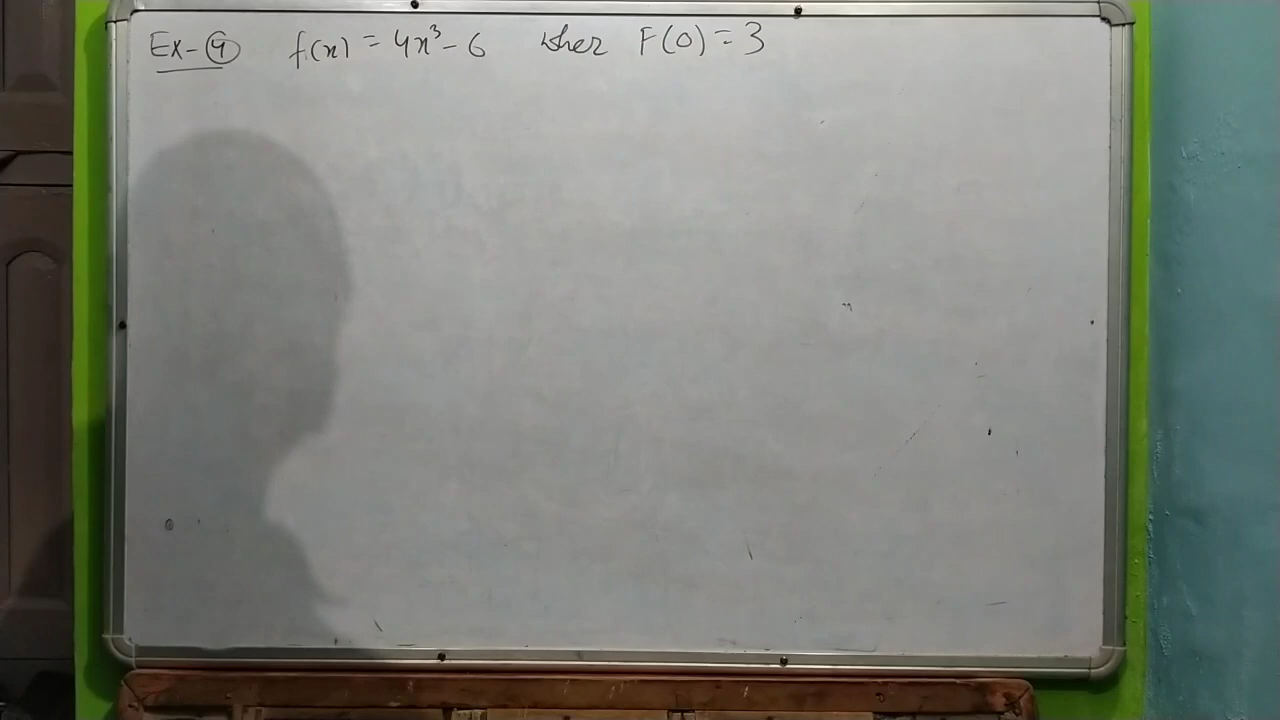 Ex-④ f(x) = 4x³-6 wher F(0) = 3